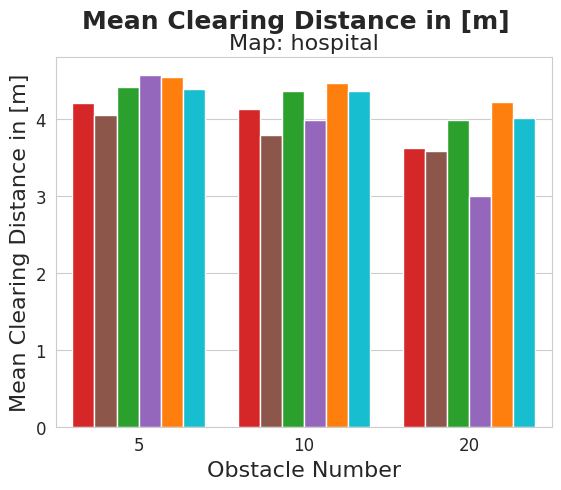 Mean Clearing Distance in [m]
Map: hospital
Mean Clearing Distance in [m]
4
3
2
1
0
5
10
20
Obstacle Number